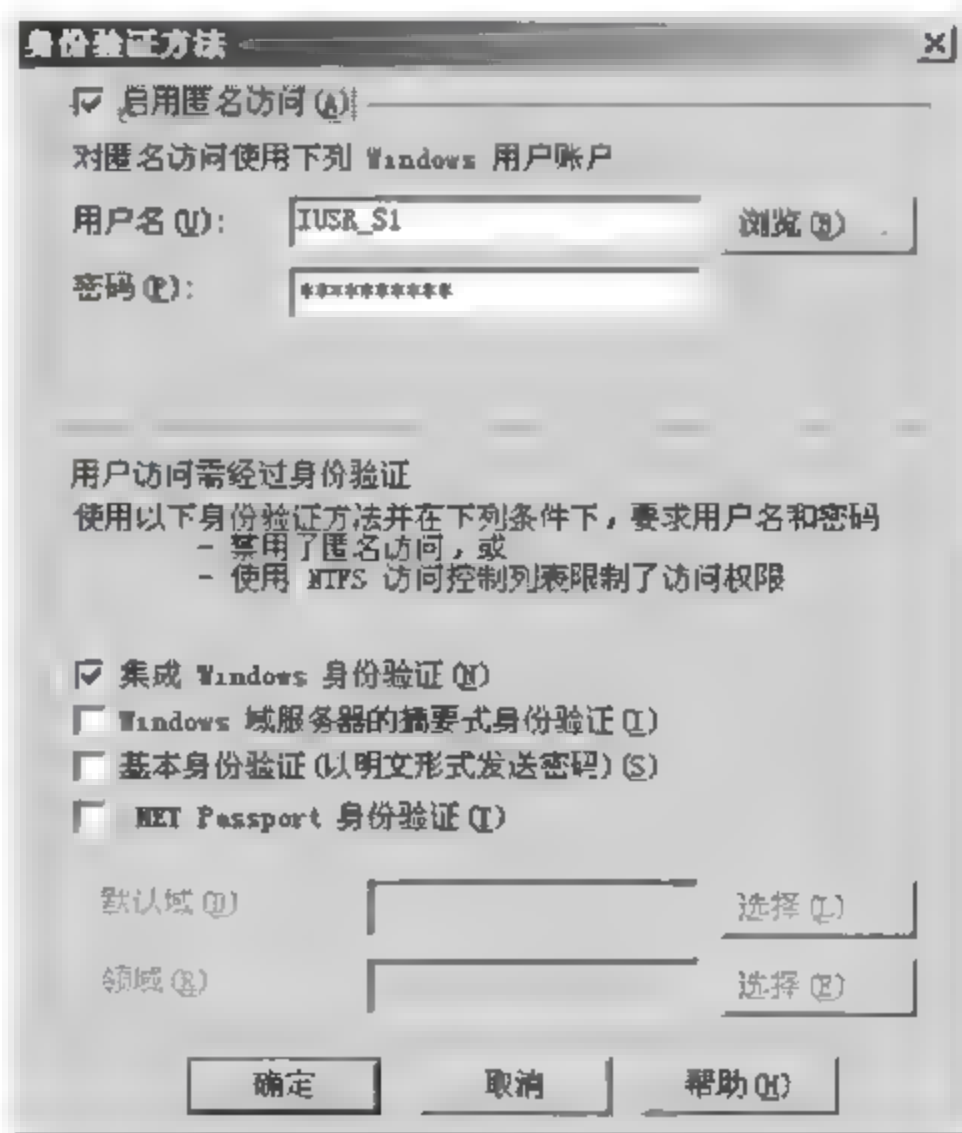 身份验证方法
启用匿名访问(A)
对匿名访问使用下列 Windows 用户账户
用户名(U): IUSR_S1 浏览(B)
密码(P): **********
用户访问需经过身份验证
使用以下身份验证方法并在下列条件下，要求用户名和密码
- 禁用了匿名访问，或
- 使用 NTFS 访问控制列表限制了访问权限
集成 Windows 身份验证(N)
Windows 域服务器的摘要式身份验证(I)
基本身份验证(以明文形式发送密码)(S)
NET Passport 身份验证(T)
默认域(D) 选择(L)
领域(R) 选择(E)
确定 取消 帮助(H)